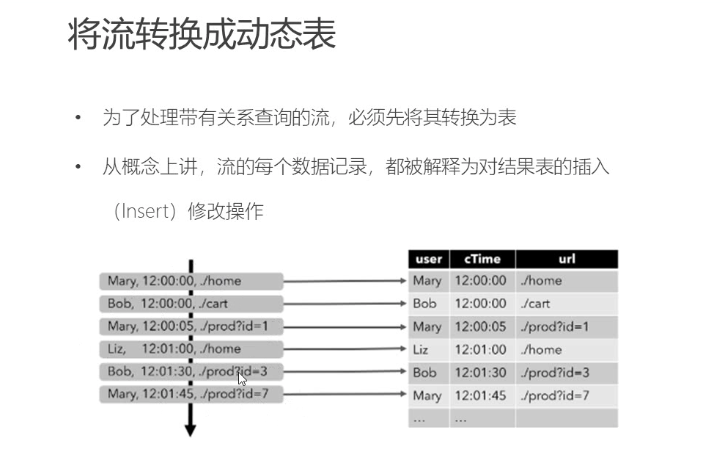 将流转换成动态表
• 为了处理带有关系查询的流，必须先将其转换为表
• 从概念上讲，流的每个数据记录，都被解释为对结果表的插入
（Insert）修改操作
Mary, 12:00:00, ./home
Bob, 12:00:00, ./cart
Mary, 12:00:05, ./prod?id=1
Liz, 12:01:00, ./home
Bob, 12:01:30, ./prod?id=3
Mary, 12:01:45, ./prod?id=7
user cTime url
Mary 12:00:00 ./home
Bob 12:00:00 ./cart
Mary 12:00:05 ./prod?id=1
Liz 12:01:00 ./home
Bob 12:01:30 ./prod?id=3
Mary 12:01:45 ./prod?id=7
... ...